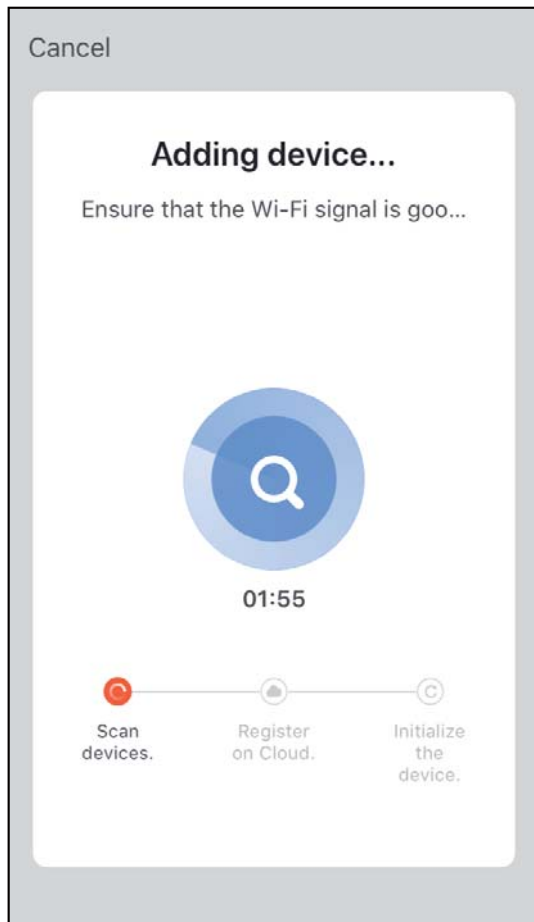 Cancel
Adding device...
Ensure that the Wi-Fi signal is goo...
01:55
Scan
devices.
Register
on Cloud.
Initialize
the
device.